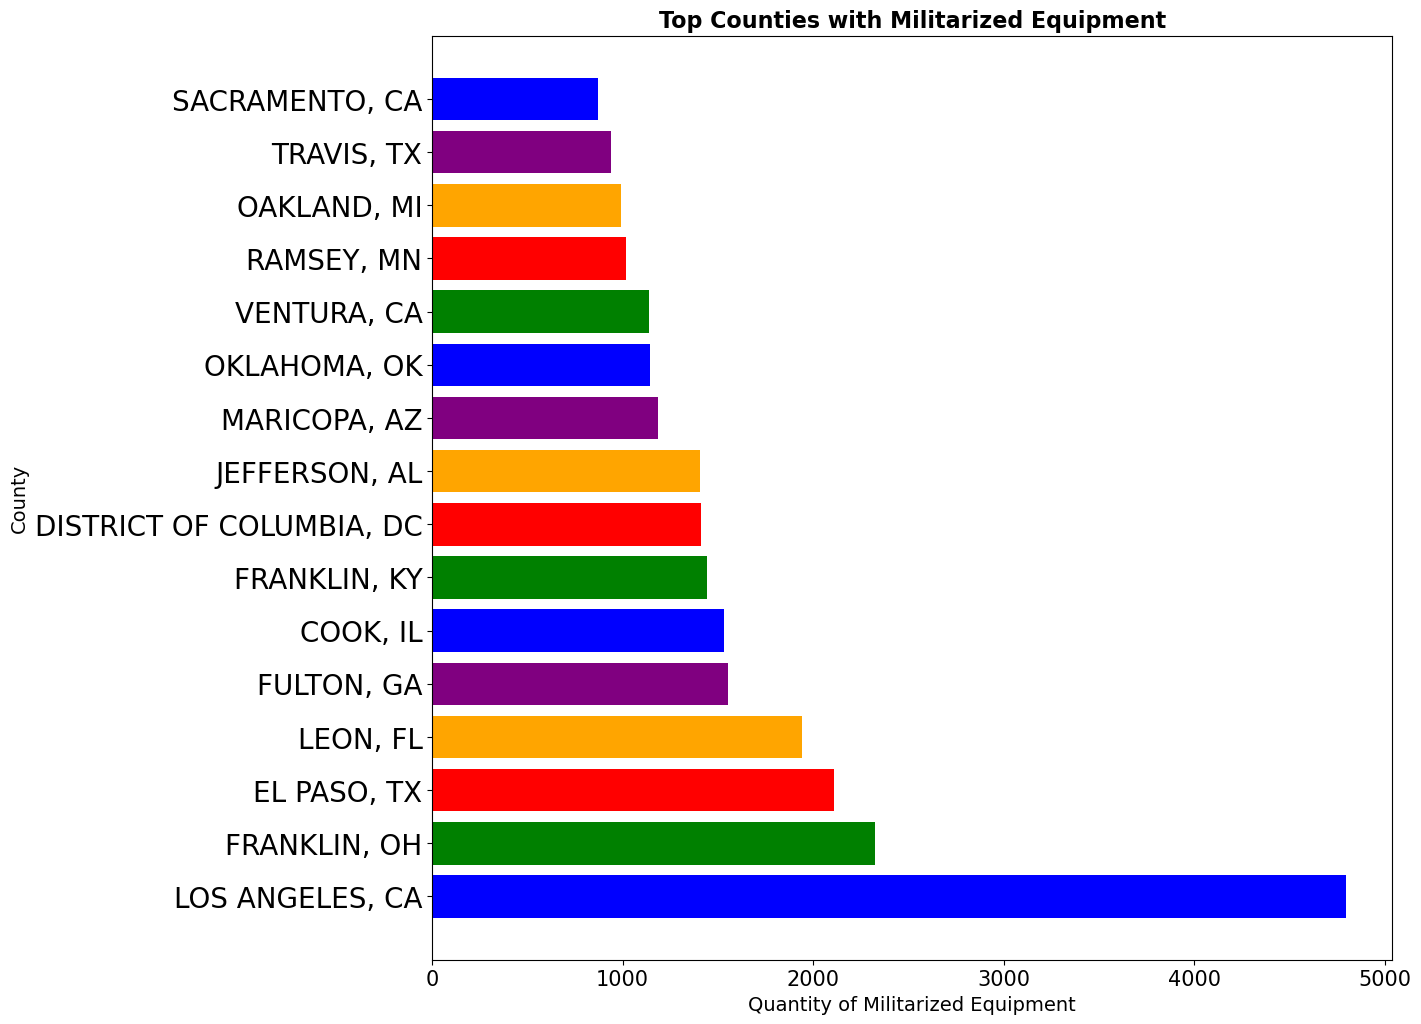 Top Counties with Militarized Equipment
SACRAMENTO, CA
TRAVIS, TX
OAKLAND, MI
RAMSEY, MN
VENTURA, CA
OKLAHOMA, OK
MARICOPA, AZ
JEFFERSON, AL
DISTRICT OF COLUMBIA, DC
FRANKLIN, KY
COOK, IL
FULTON, GA
LEON, FL
EL PASO, TX
FRANKLIN, OH
LOS ANGELES, CA
County
0 1000 2000 3000 4000 5000
Quantity of Militarized Equipment